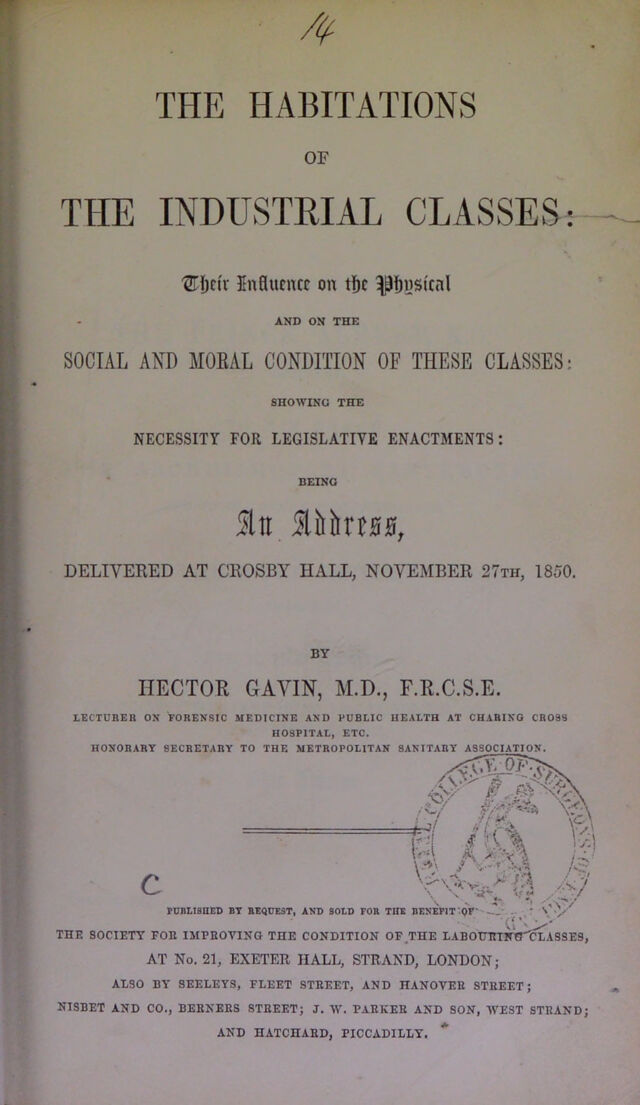 14
THE HABITATIONS
OF
THE INDUSTRIAL CLASSES:
Their Influence on the Physical
AND ON THE
SOCIAL AND MORAL CONDITION OF THESE CLASSES:
SHOWING THE
NECESSITY FOR LEGISLATIVE ENACTMENTS:
BEING
An Address,
DELIVERED AT CROSBY HALL, NOVEMBER 27TH, 1850.
BY
HECTOR GAVIN, M.D., F.R.C.S.E.
LECTURER ON FORENSIC MEDICINE AND PUBLIC HEALTH AT CHARING CROSS
HOSPITAL, ETC.
HONORARY SECRETARY TO THE METROPOLITAN SANITARY ASSOCIATION.
COLLEGE OF SURGEONS OF
C
PUBLISHED BY REQUEST, AND SOLD FOR THE BENEFIT OF
THE SOCIETY FOR IMPROVING THE CONDITION OF THE LABOURING CLASSES,
AT No. 21, EXETER HALL, STRAND, LONDON;
ALSO BY SEELEYS, FLEET STREET, AND HANOVER STREET;
NISBET AND CO., BERNERS STREET; J. W. PARKER AND SON, WEST STRAND;
AND HATCHARD, PICCADILLY.